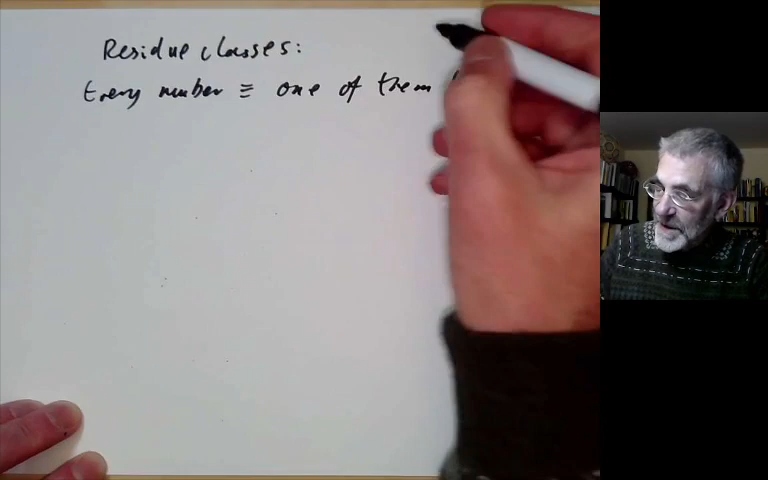 Residue classes:
Every number ≡ one of them